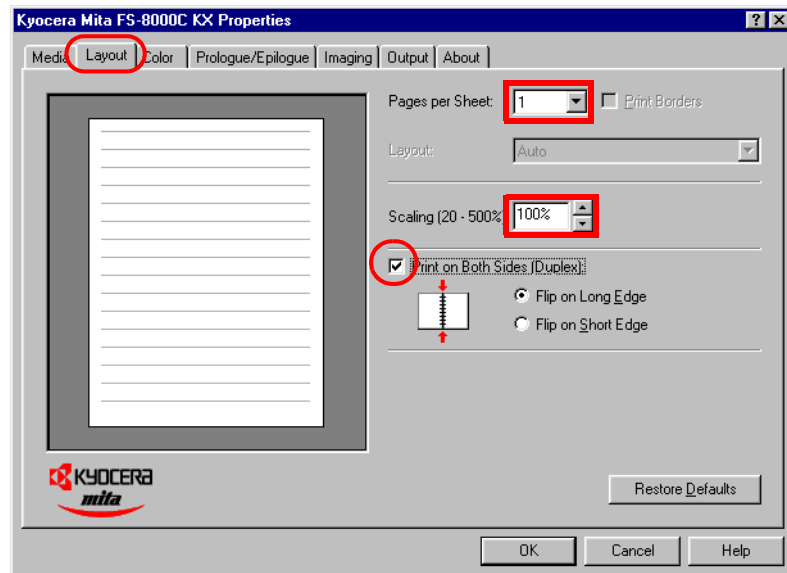 Kyocera Mita FS-8000C KX Properties
Media Layout Color Prologue/Epilogue Imaging Output About
Pages per Sheet: 1 Print Borders
Layout: Auto
Scaling (20 - 500%) 100%
Print on Both Sides (Duplex):
Flip on Long Edge
Flip on Short Edge
KYOCERA
mita
Restore Defaults
OK Cancel Help